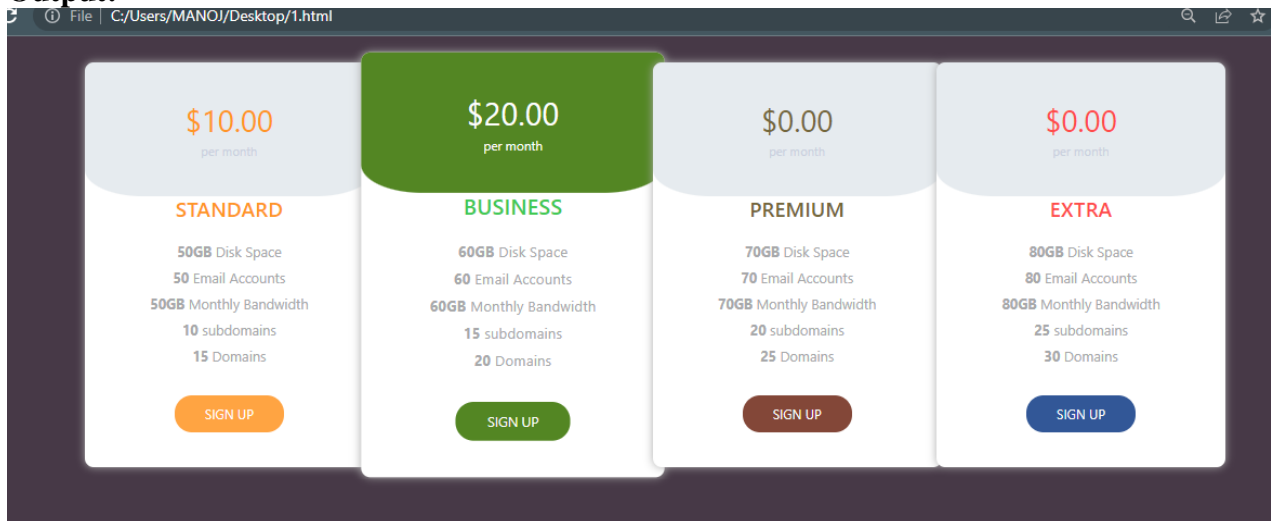 Output:
File | C:/Users/MANOJ/Desktop/1.html
$10.00
per month
STANDARD
50GB Disk Space
50 Email Accounts
50GB Monthly Bandwidth
10 subdomains
15 Domains
SIGN UP
$20.00
per month
BUSINESS
60GB Disk Space
60 Email Accounts
60GB Monthly Bandwidth
15 subdomains
20 Domains
SIGN UP
$0.00
per month
PREMIUM
70GB Disk Space
70 Email Accounts
70GB Monthly Bandwidth
20 subdomains
25 Domains
SIGN UP
$0.00
per month
EXTRA
80GB Disk Space
80 Email Accounts
80GB Monthly Bandwidth
25 subdomains
30 Domains
SIGN UP